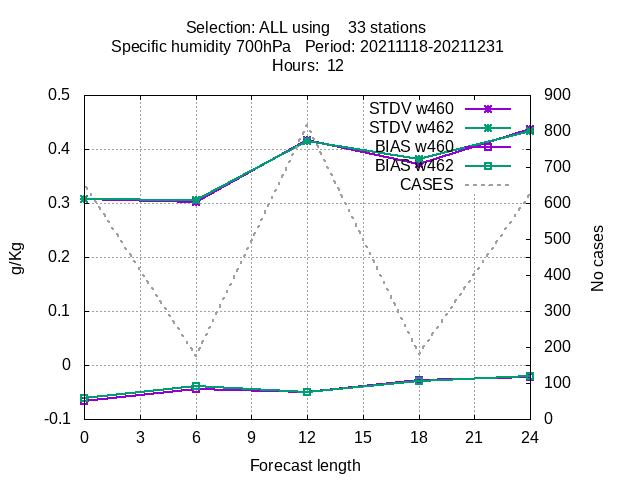 Selection: ALL using    33 stations
Specific humidity 700hPa   Period: 20211118-20211231
Hours:  12
0.5
0.4
0.3
0.2
0.1
0
-0.1
g/Kg
STDV w460
STDV w462
BIAS w460
BIAS w462
CASES
900
800
700
600
500
400
300
200
100
0
No cases
0 3 6 9 12 15 18 21 24
Forecast length